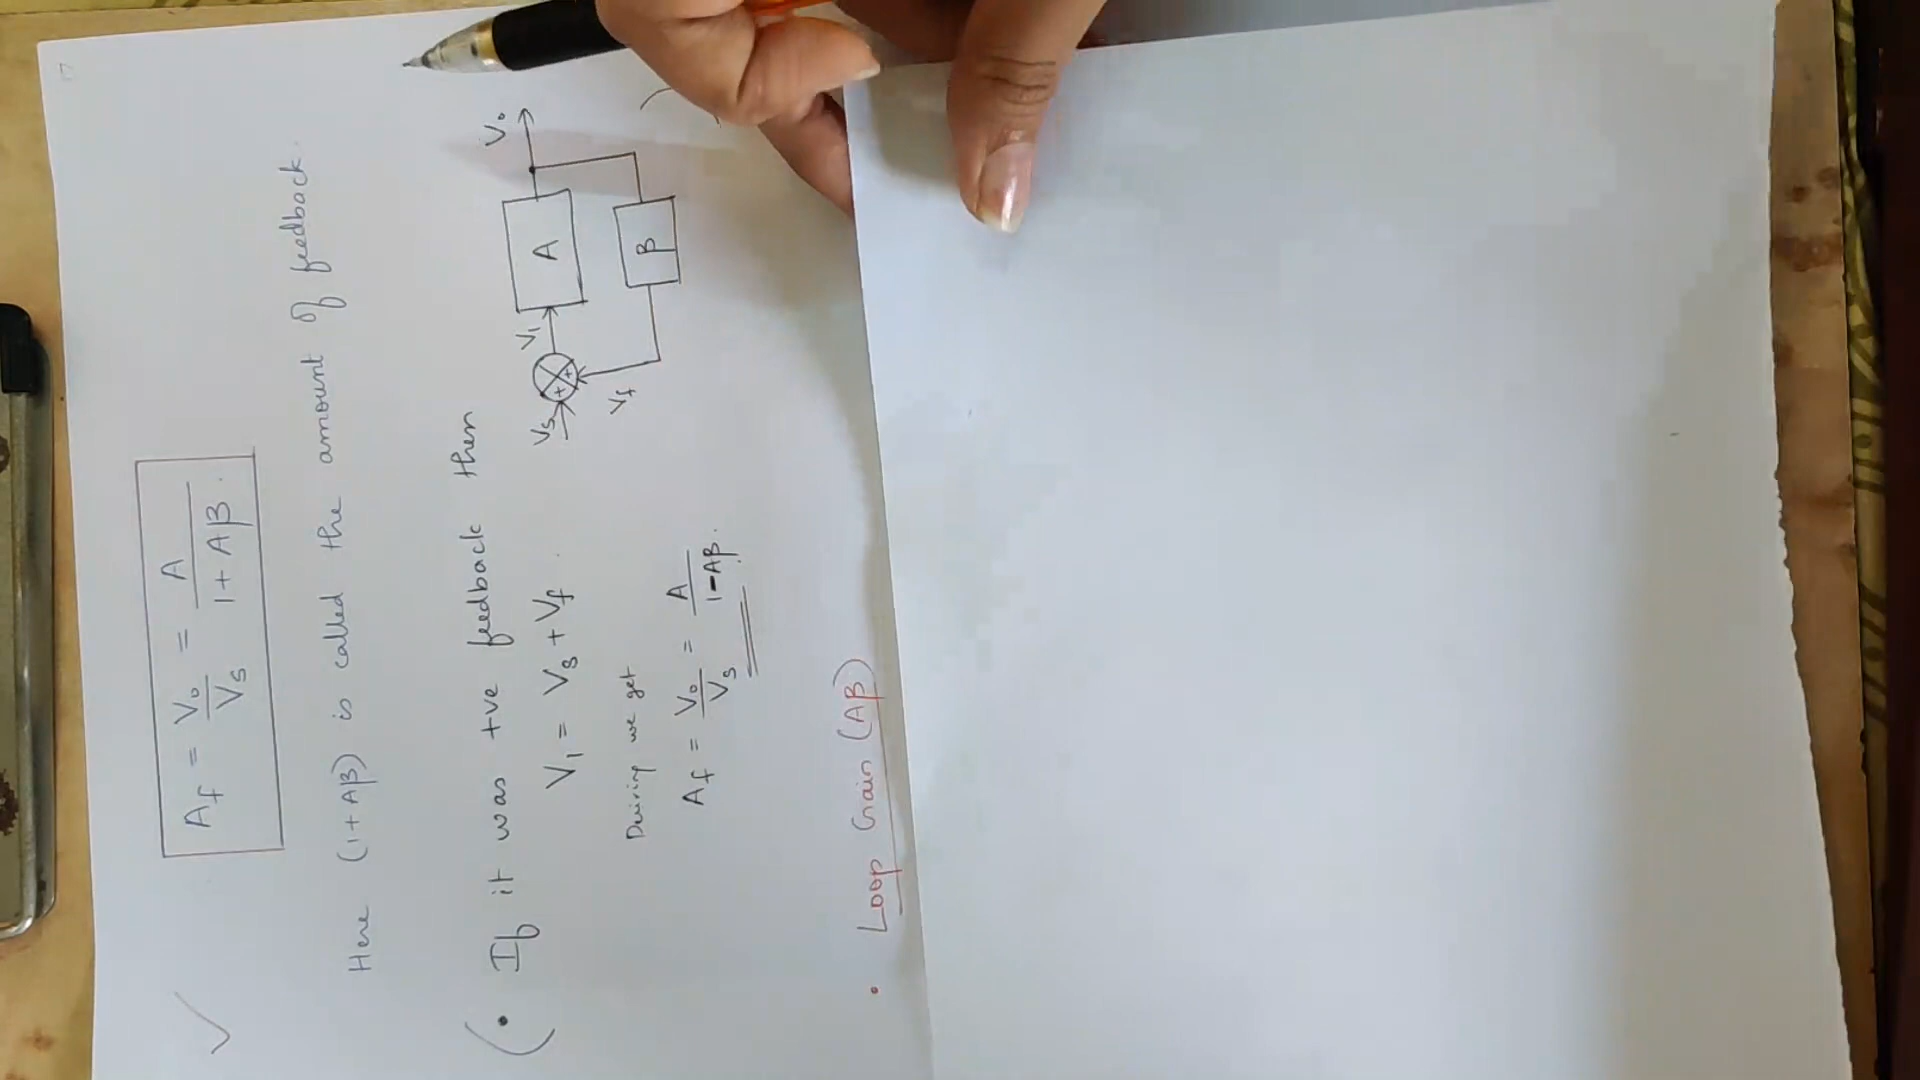 17
Af = Vo/Vs = A/(1 + Aβ).
Here (1 + Aβ) is called the amount of feedback.
(• If it was +ve feedback then
V1 = Vs + Vf.
Vs + + V1 A Vo
Vf β
Deriving we get
Af = Vo/Vs = A/(1-Aβ).
• Loop Gain (Aβ)